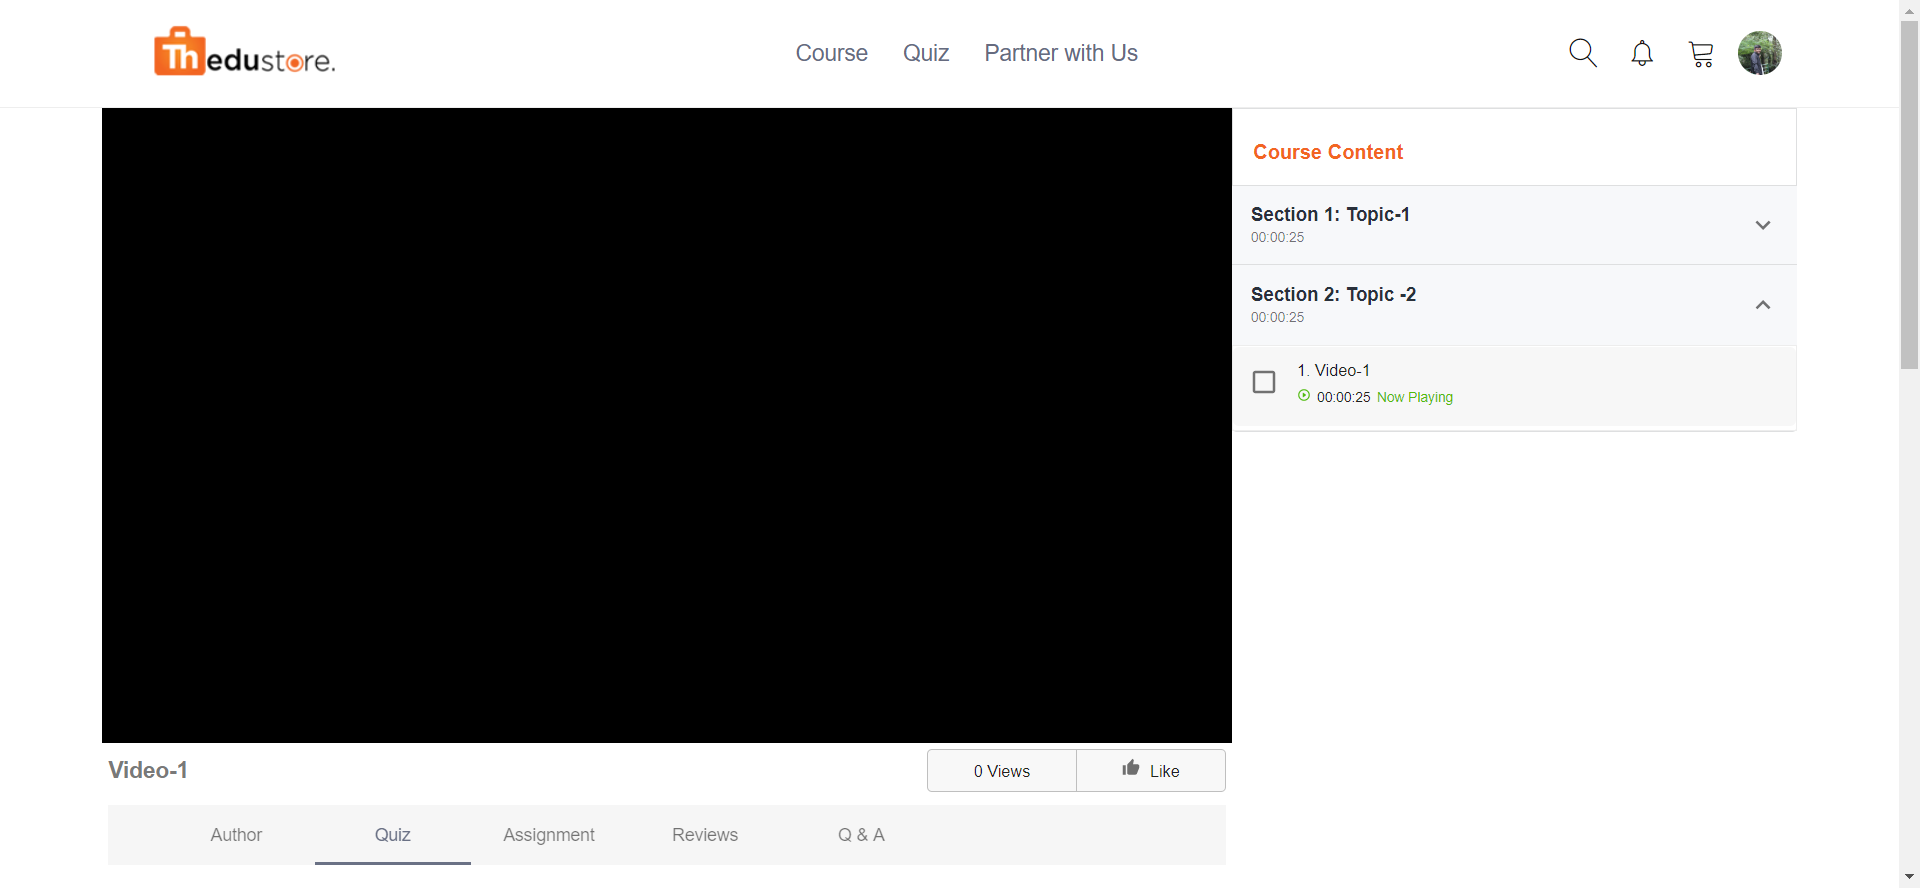 Thedustore.
Course Quiz Partner with Us
Course Content
Section 1: Topic-1
00:00:25
Section 2: Topic -2
00:00:25
1. Video-1
00:00:25 Now Playing
Video-1
0 Views Like
Author Quiz Assignment Reviews Q & A